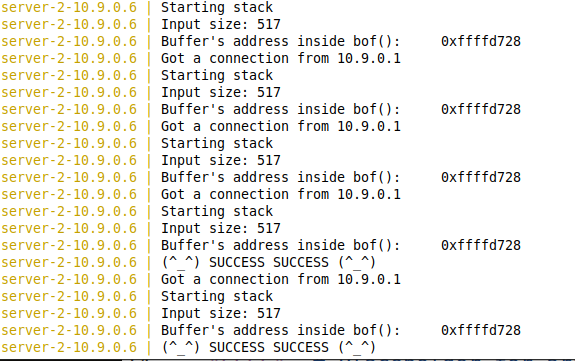 server-2-10.9.0.6 | Starting stack
server-2-10.9.0.6 | Input size: 517
server-2-10.9.0.6 | Buffer's address inside bof():     0xffffd728
server-2-10.9.0.6 | Got a connection from 10.9.0.1
server-2-10.9.0.6 | Starting stack
server-2-10.9.0.6 | Input size: 517
server-2-10.9.0.6 | Buffer's address inside bof():     0xffffd728
server-2-10.9.0.6 | Got a connection from 10.9.0.1
server-2-10.9.0.6 | Starting stack
server-2-10.9.0.6 | Input size: 517
server-2-10.9.0.6 | Buffer's address inside bof():     0xffffd728
server-2-10.9.0.6 | Got a connection from 10.9.0.1
server-2-10.9.0.6 | Starting stack
server-2-10.9.0.6 | Input size: 517
server-2-10.9.0.6 | Buffer's address inside bof():     0xffffd728
server-2-10.9.0.6 | (^_^) SUCCESS SUCCESS (^_^)
server-2-10.9.0.6 | Got a connection from 10.9.0.1
server-2-10.9.0.6 | Starting stack
server-2-10.9.0.6 | Input size: 517
server-2-10.9.0.6 | Buffer's address inside bof():     0xffffd728
server-2-10.9.0.6 | (^_^) SUCCESS SUCCESS (^_^)